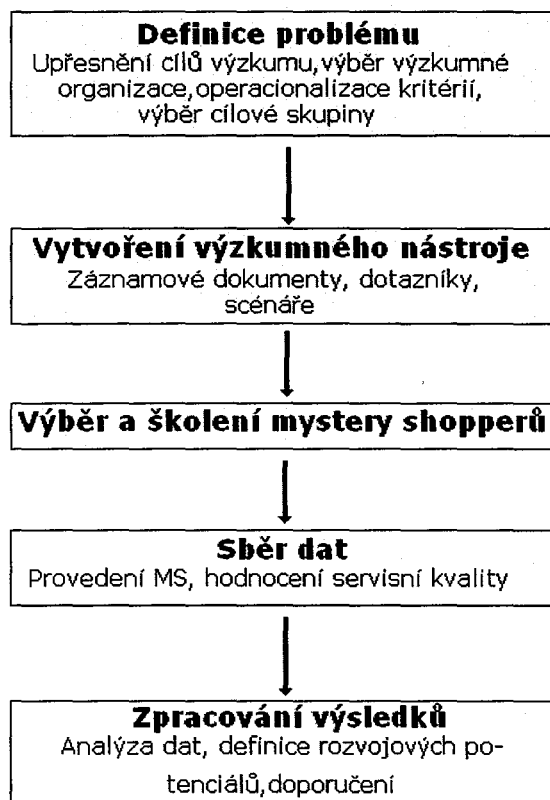 Definice problému
Upřesnění cílů výzkumu,výběr výzkumné
organizace,operacionalizace kritérií,
výběr cílové skupiny
Vytvoření výzkumného nástroje
Záznamové dokumenty, dotazníky,
scénáře
Výběr a školení mystery shopperů
Sběr dat
Provedení MS, hodnocení servisní kvality
Zpracování výsledků
Analýza dat, definice rozvojových po-
tenciálů,doporučení